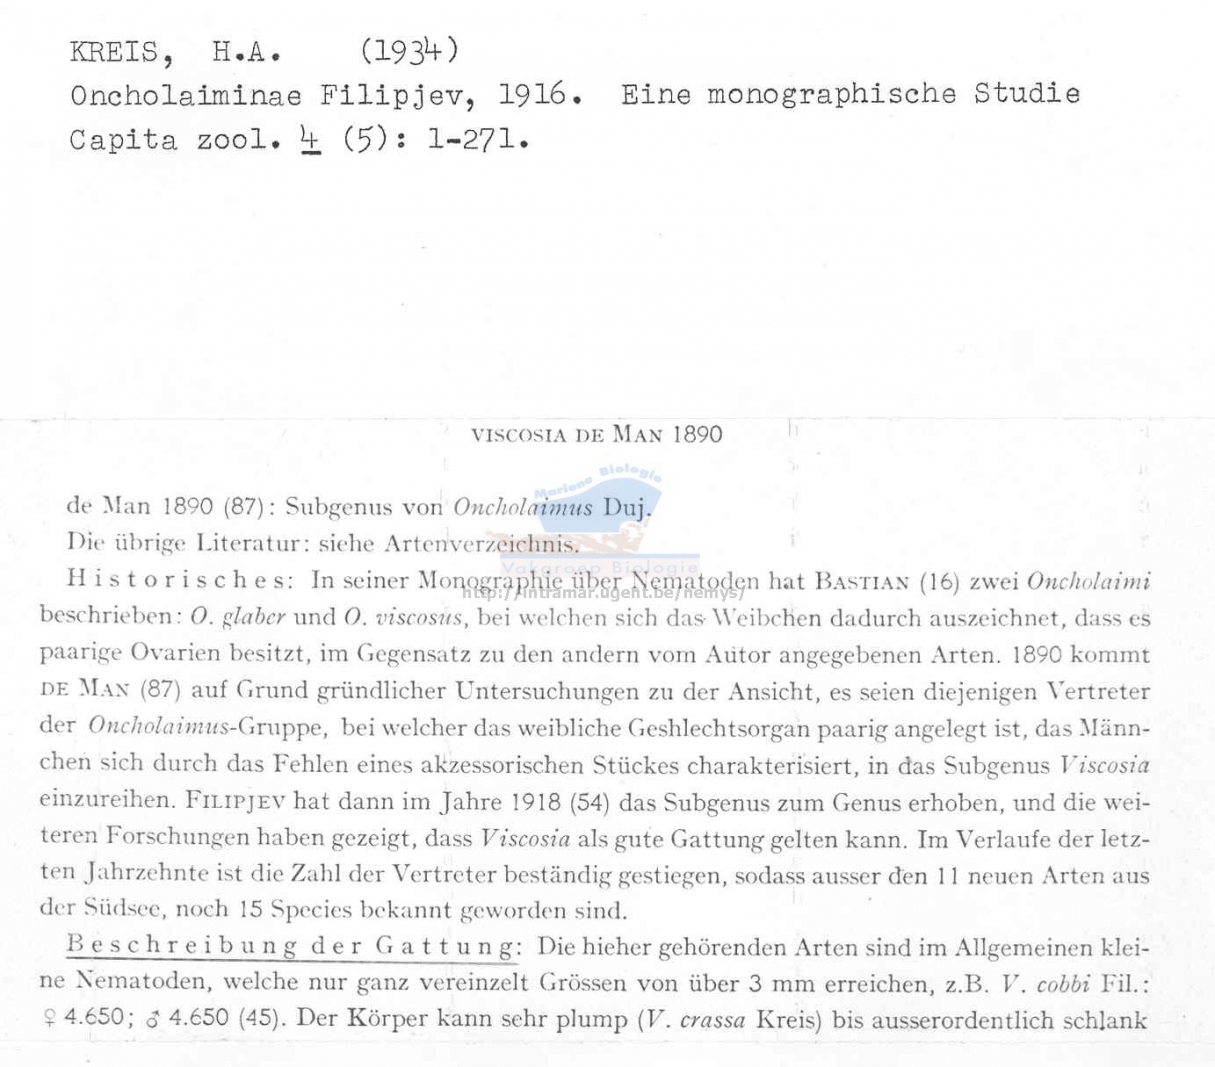 KREIS, H.A. (1934)
Oncholaiminae Filipjev, 1916. Eine monographische Studie
Capita zool. 4 (5): 1-271.
VISCOSIA DE MAN 1890
Mariene Biologie
de Man 1890 (87): Subgenus von Oncholaimus Duj.
Die übrige Literatur: siehe Artenverzeichnis.
Vakgroep Biologie
Historisches: In seiner Monographie über Nematoden hat BASTIAN (16) zwei Oncholaimi
http://intramar.ugent.be/nemys/
beschrieben: O. glaber und O. viscosus, bei welchen sich das Weibchen dadurch auszeichnet, dass es
paarige Ovarien besitzt, im Gegensatz zu den andern vom Autor angegebenen Arten. 1890 kommt
DE MAN (87) auf Grund gründlicher Untersuchungen zu der Ansicht, es seien diejenigen Vertreter
der Oncholaimus-Gruppe, bei welcher das weibliche Geshlechtsorgan paarig angelegt ist, das Männ-
chen sich durch das Fehlen eines akzessorischen Stückes charakterisiert, in das Subgenus Viscosia
einzureihen. FILIPJEV hat dann im Jahre 1918 (54) das Subgenus zum Genus erhoben, und die wei-
teren Forschungen haben gezeigt, dass Viscosia als gute Gattung gelten kann. Im Verlaufe der letz-
ten Jahrzehnte ist die Zahl der Vertreter beständig gestiegen, sodass ausser den 11 neuen Arten aus
der Südsee, noch 15 Species bekannt geworden sind.
Beschreibung der Gattung: Die hieher gehörenden Arten sind im Allgemeinen klei-
ne Nematoden, welche nur ganz vereinzelt Grössen von über 3 mm erreichen, z.B. V. cobbi Fil.:
♀ 4.650; ♂ 4.650 (45). Der Körper kann sehr plump (V. crassa Kreis) bis ausserordentlich schlank